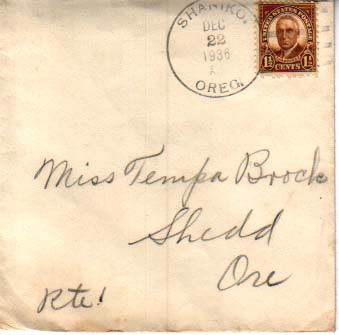 SHANIKO,
DEC
22
1936
OREG.
UNITED STATES POSTAGE
1½ CENTS 1½
Miss Tempa Brock
Shedd
Ore
Rte!